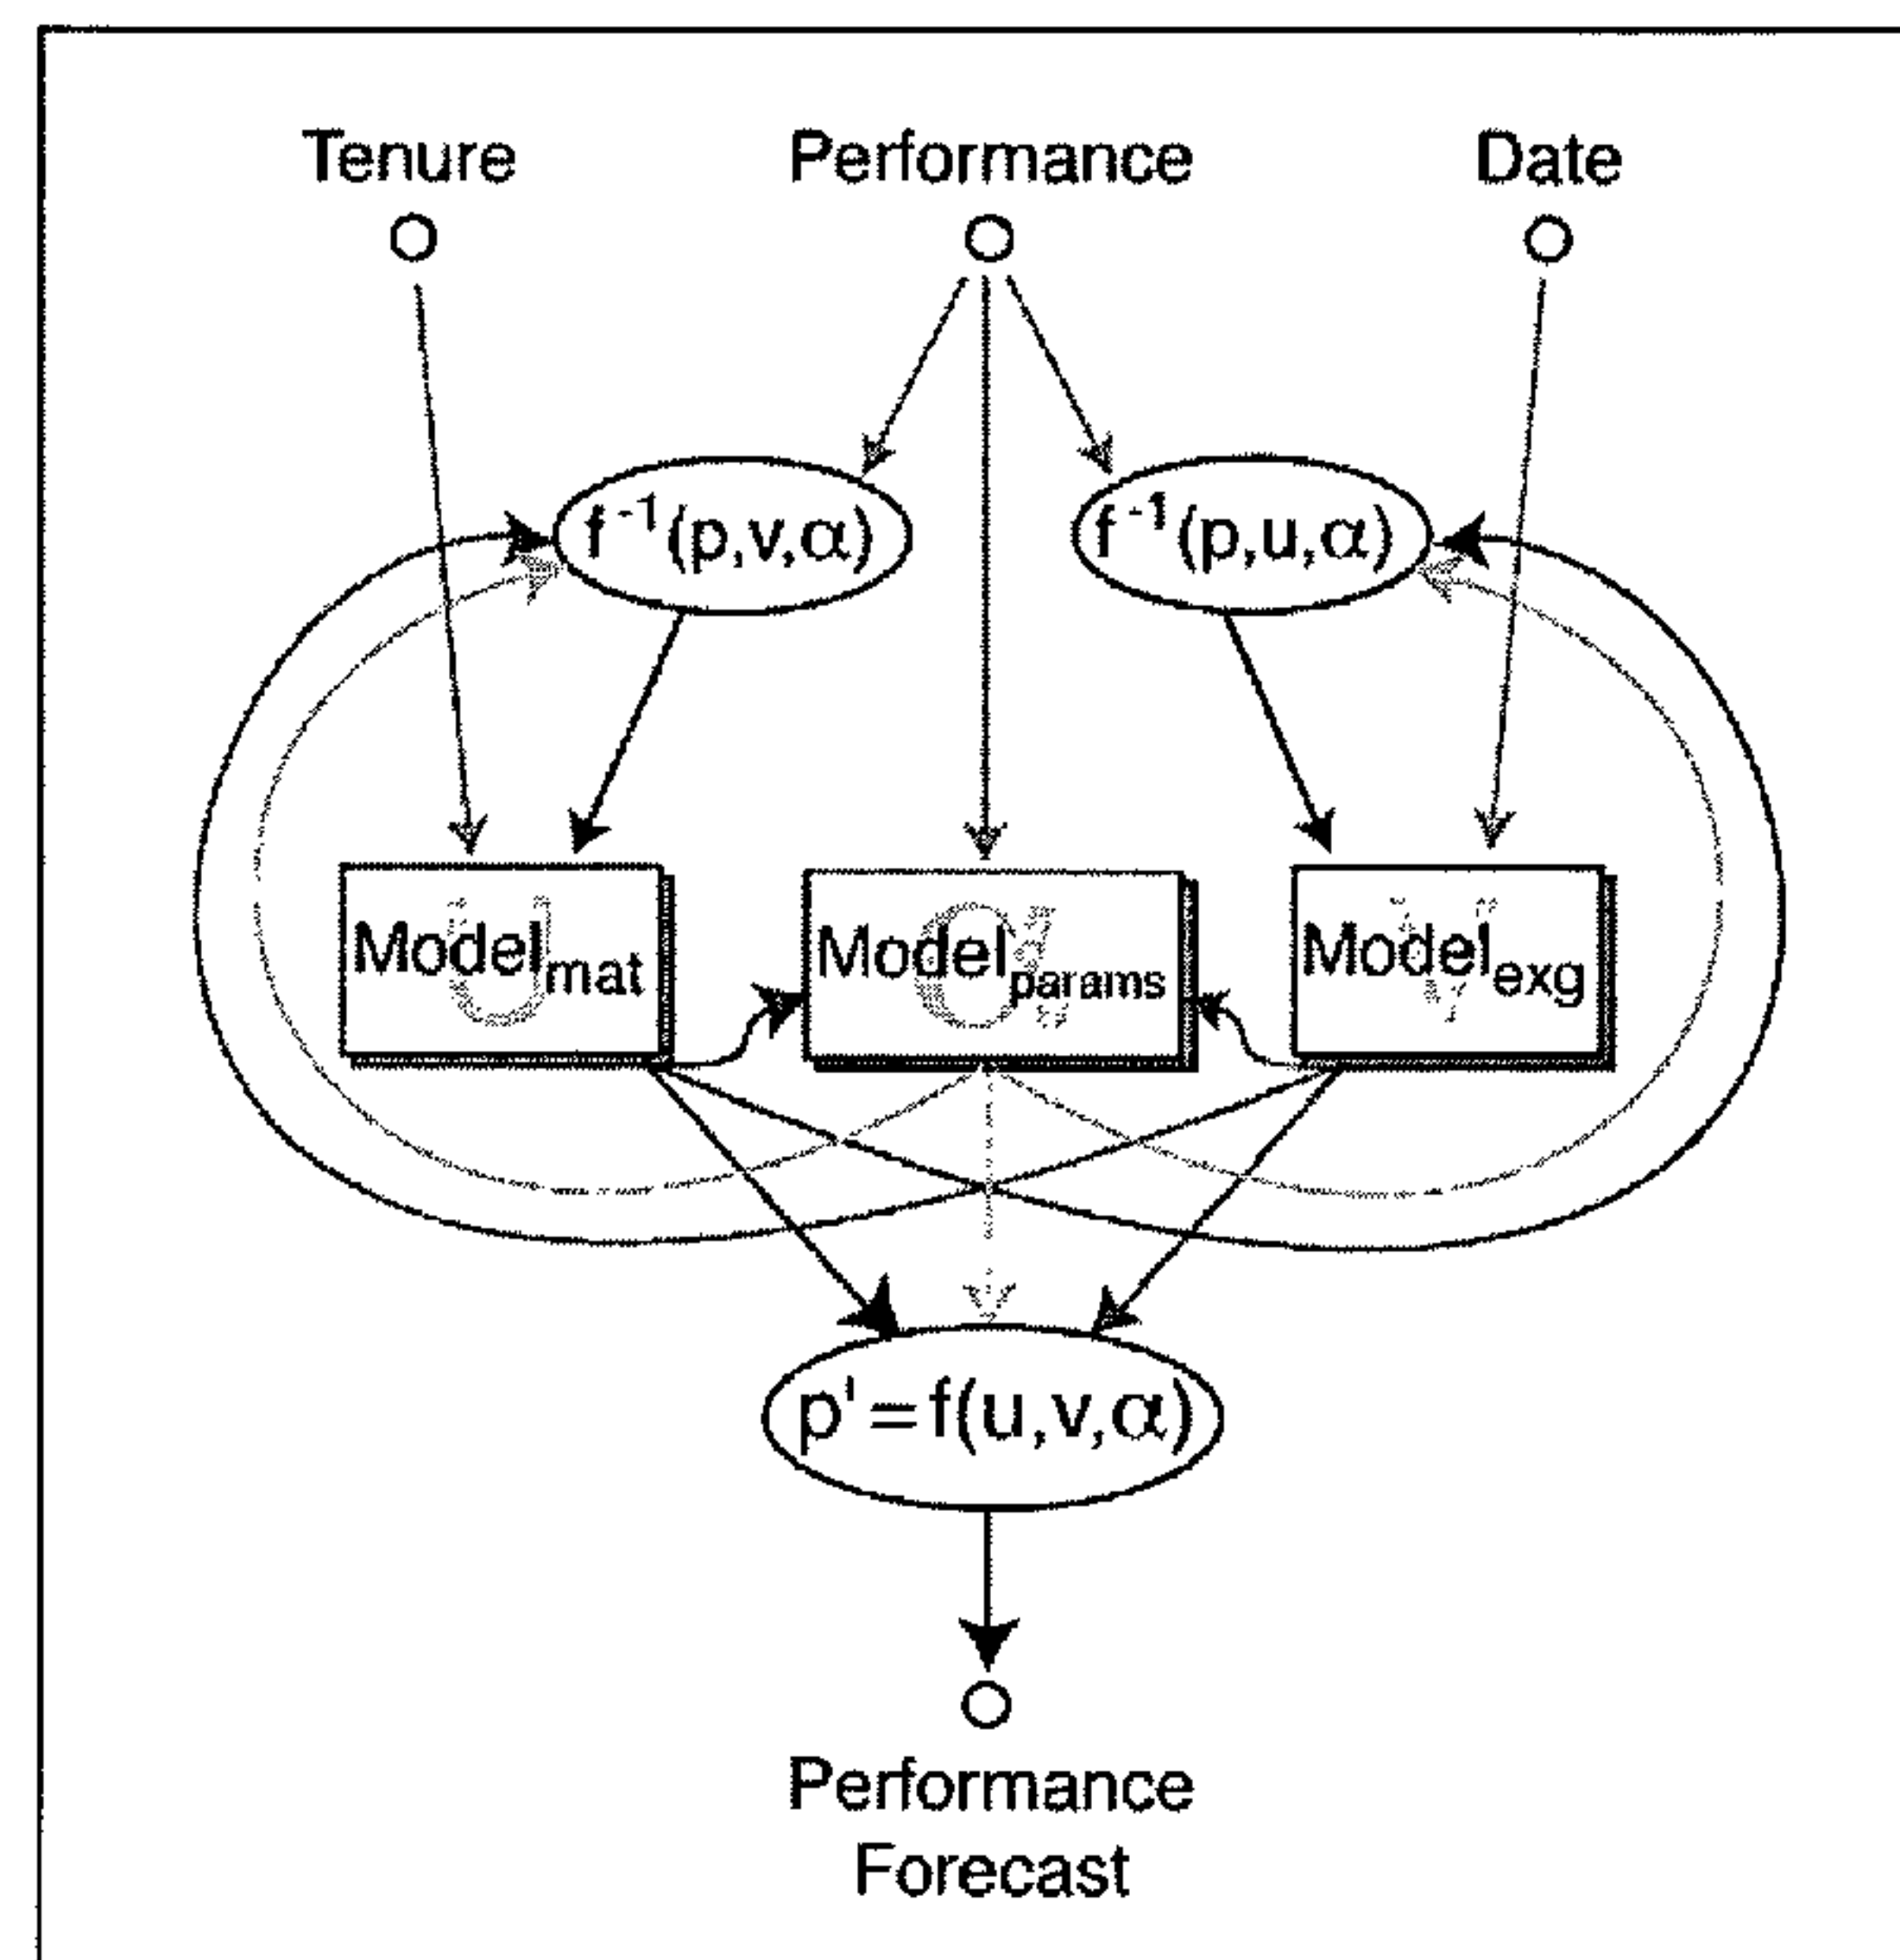 Tenure Performance Date
f⁻¹(p,v,α) f⁻¹(p,u,α)
U α V
Model_mat Model_params Model_exg
p'=f(u,v,α)
Performance
Forecast